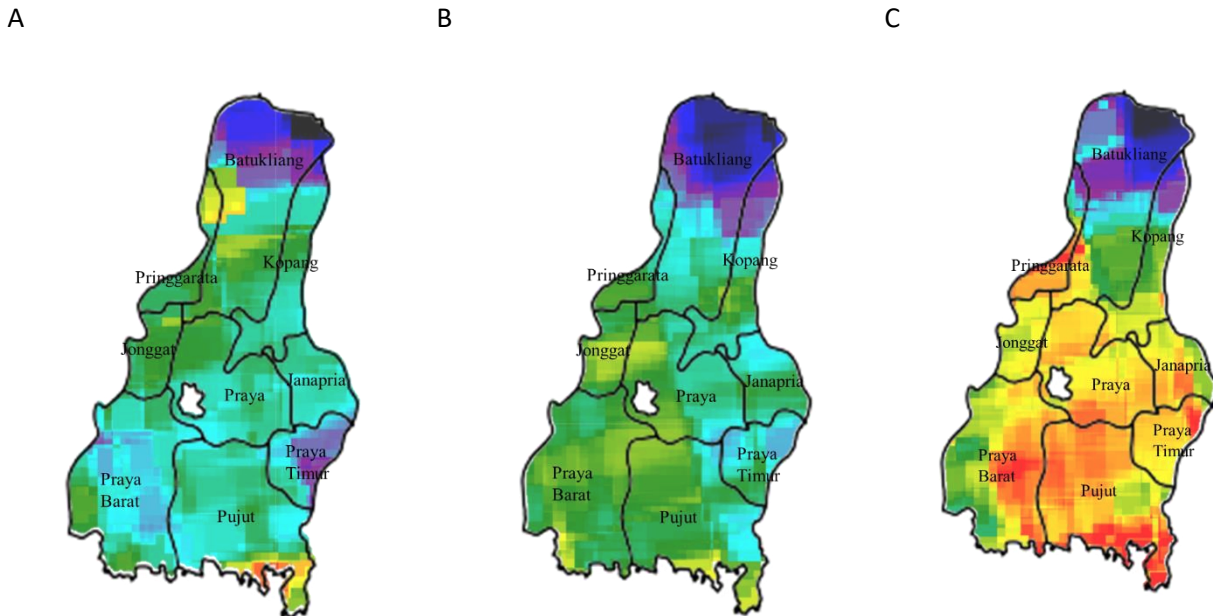 A
B
C
Batukliang
Kopang
Pringgarata
Jonggat
Janapria
Praya
Praya
Timur
Praya
Barat
Pujut
Batukliang
Kopang
Pringgarata
Jonggat
Janapria
Praya
Praya
Timur
Praya
Barat
Pujut
Batukliang
Kopang
Pringgarata
Jonggat
Janapria
Praya
Praya
Timur
Praya
Barat
Pujut